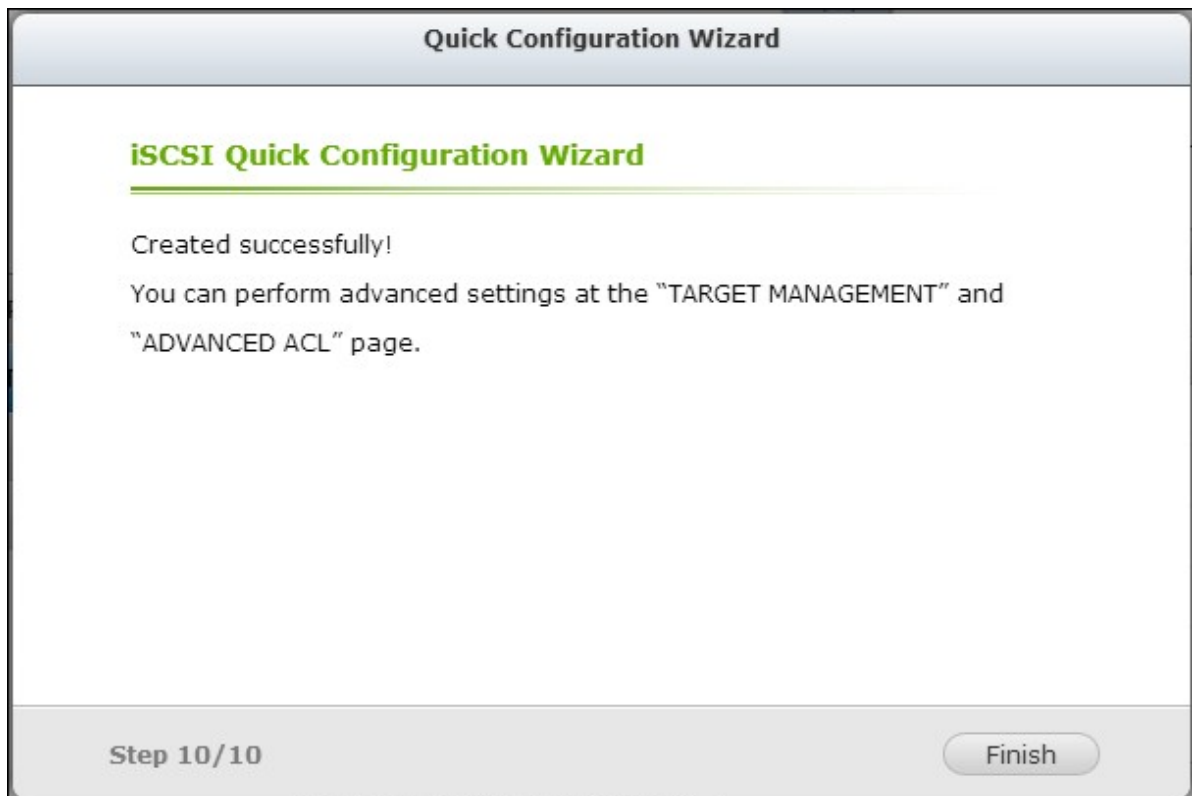 Quick Configuration Wizard
iSCSI Quick Configuration Wizard
Created successfully!
You can perform advanced settings at the “TARGET MANAGEMENT” and
“ADVANCED ACL” page.
Step 10/10
Finish